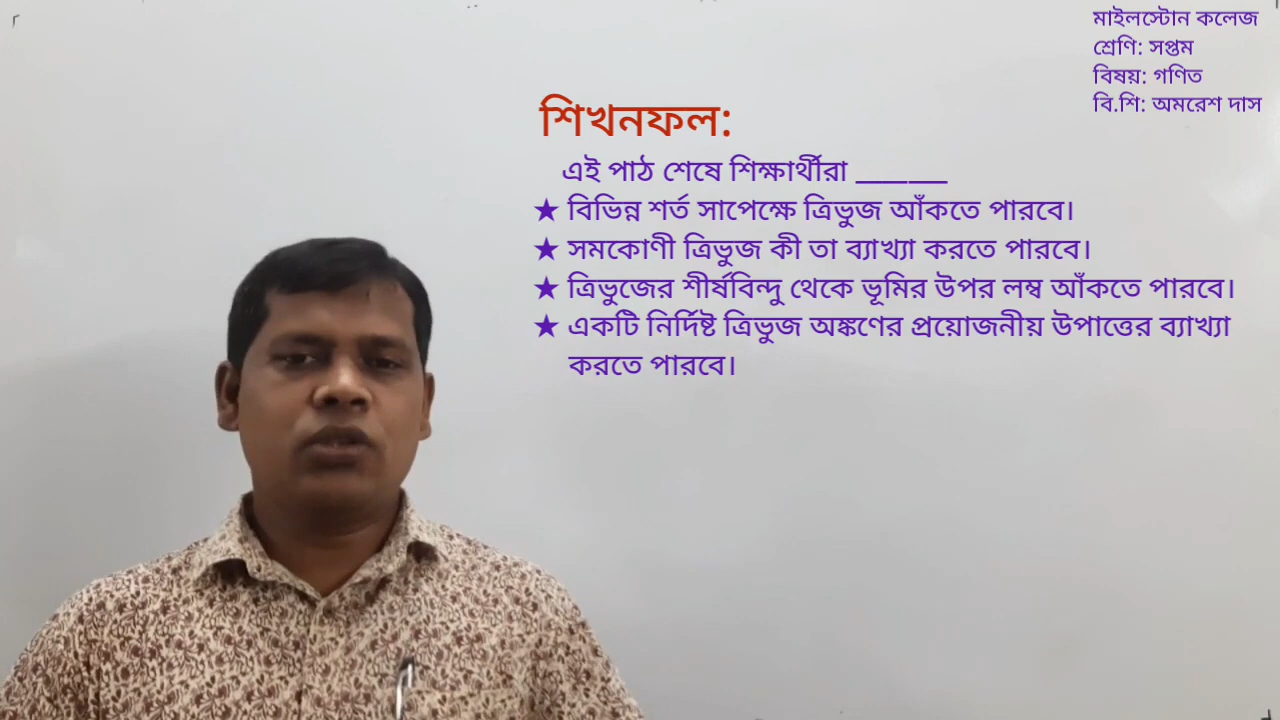 মাইলস্টোন কলেজ
শ্রেণি: সপ্তম
বিষয়: গণিত
বি.শি: অমরেশ দাস
শিখনফল:
এই পাঠ শেষে শিক্ষার্থীরা ______
★ বিভিন্ন শর্ত সাপেক্ষে ত্রিভুজ আঁকতে পারবে।
★ সমকোণী ত্রিভুজ কী তা ব্যাখ্যা করতে পারবে।
★ ত্রিভুজের শীর্ষবিন্দু থেকে ভূমির উপর লম্ব আঁকতে পারবে।
★ একটি নির্দিষ্ট ত্রিভুজ অঙ্কণের প্রয়োজনীয় উপাত্তের ব্যাখ্যা
করতে পারবে।